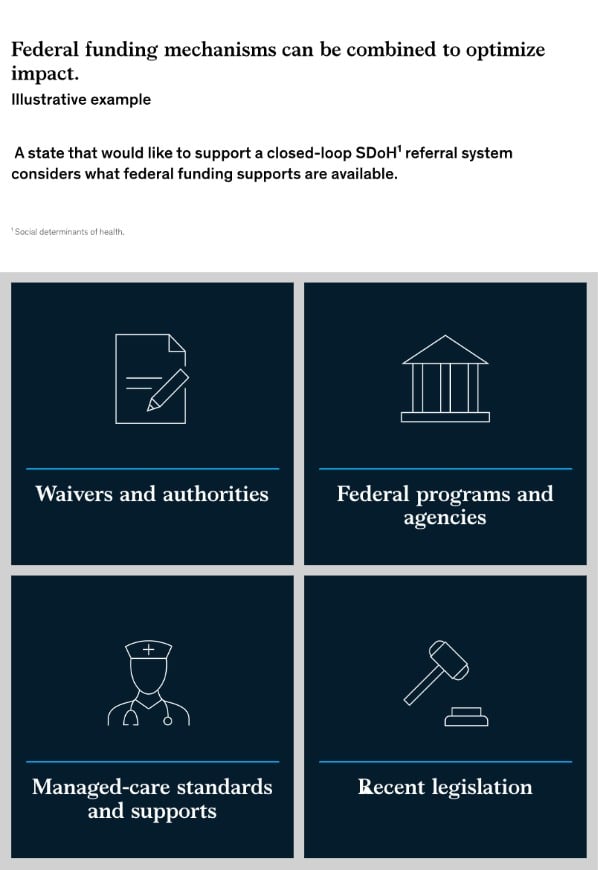 Federal funding mechanisms can be combined to optimize
impact.
Illustrative example
A state that would like to support a closed-loop SDoH¹ referral system
considers what federal funding supports are available.
¹ Social determinants of health.
Waivers and authorities
Federal programs and
agencies
Managed-care standards
and supports
Recent legislation